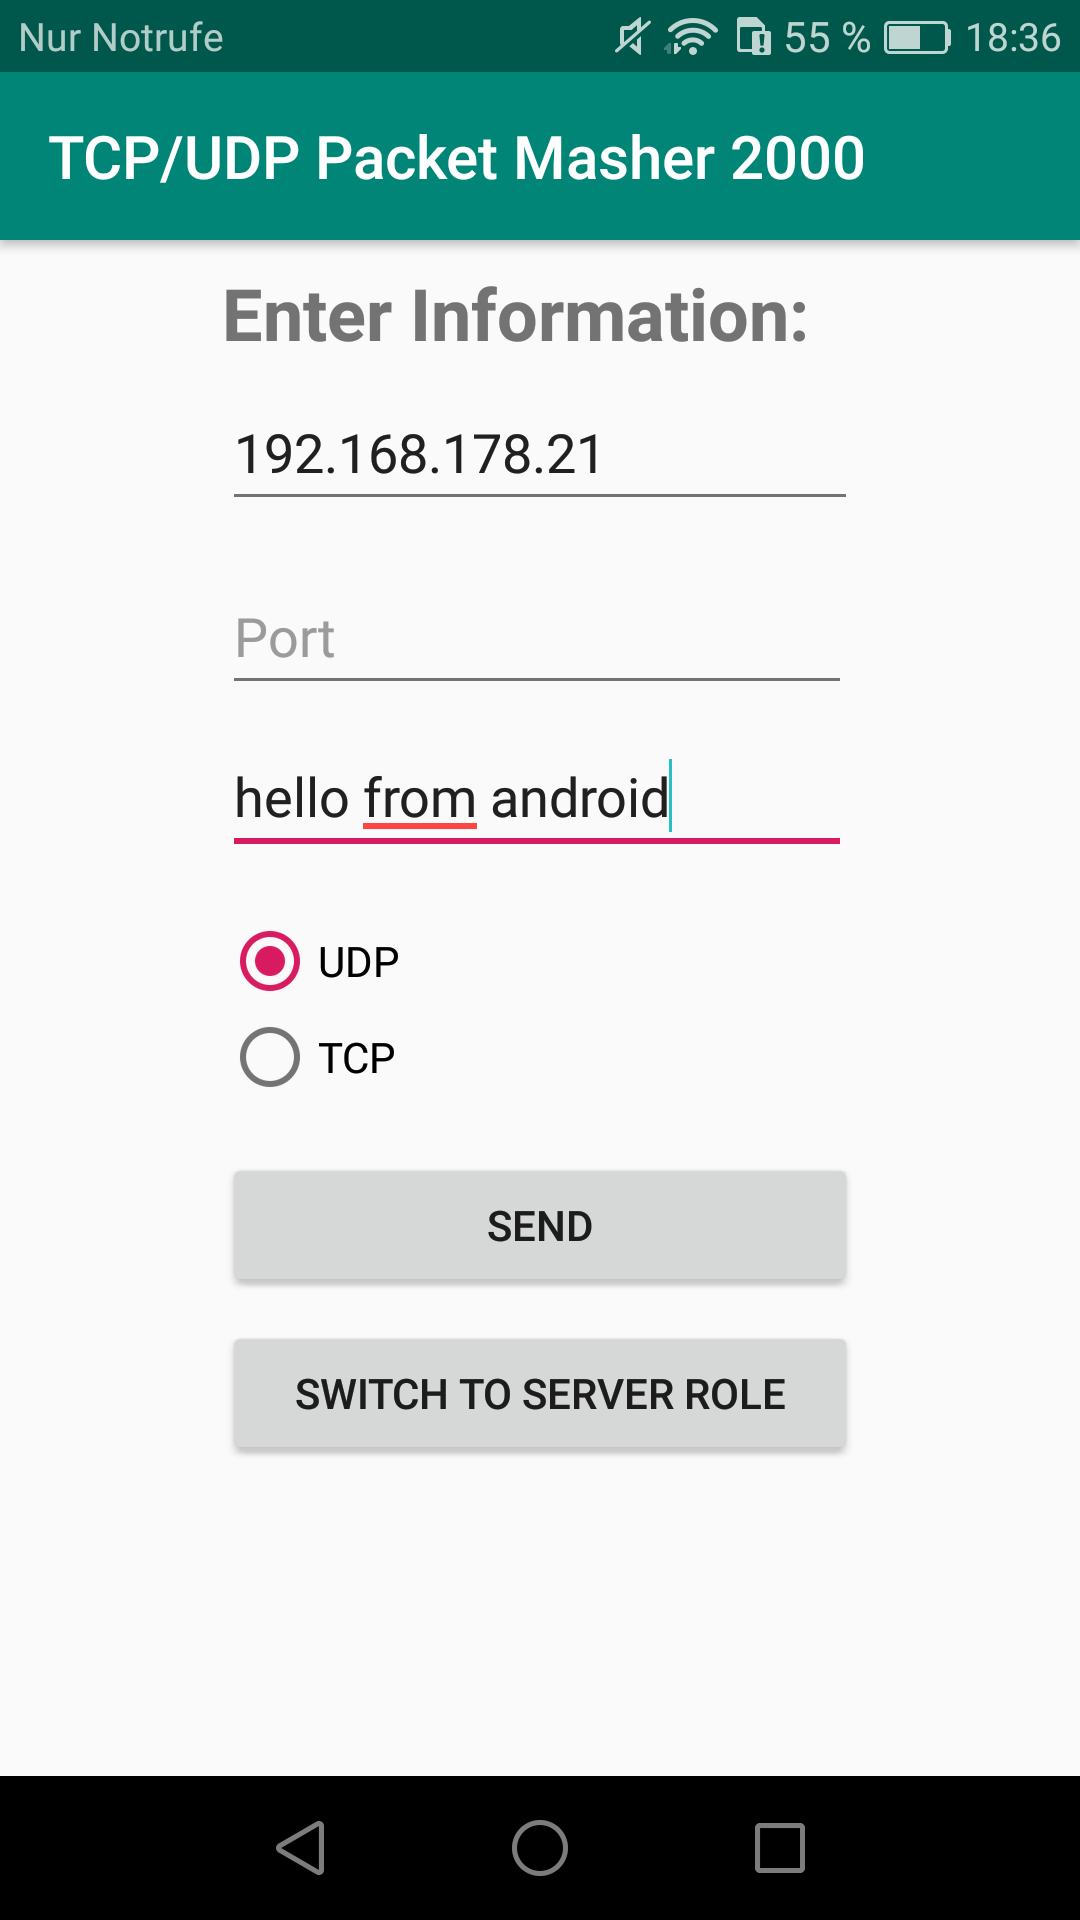 Nur Notrufe 55 % 18:36
TCP/UDP Packet Masher 2000
Enter Information:
192.168.178.21
Port
hello from android
UDP
TCP
SEND
SWITCH TO SERVER ROLE